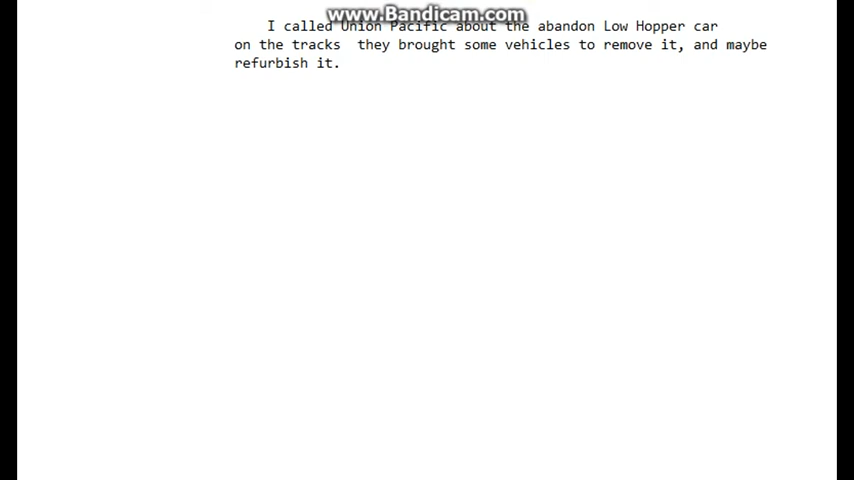 www.Bandicam.com
I called Union Pacific about the abandon Low Hopper car
on the tracks  they brought some vehicles to remove it, and maybe
refurbish it.